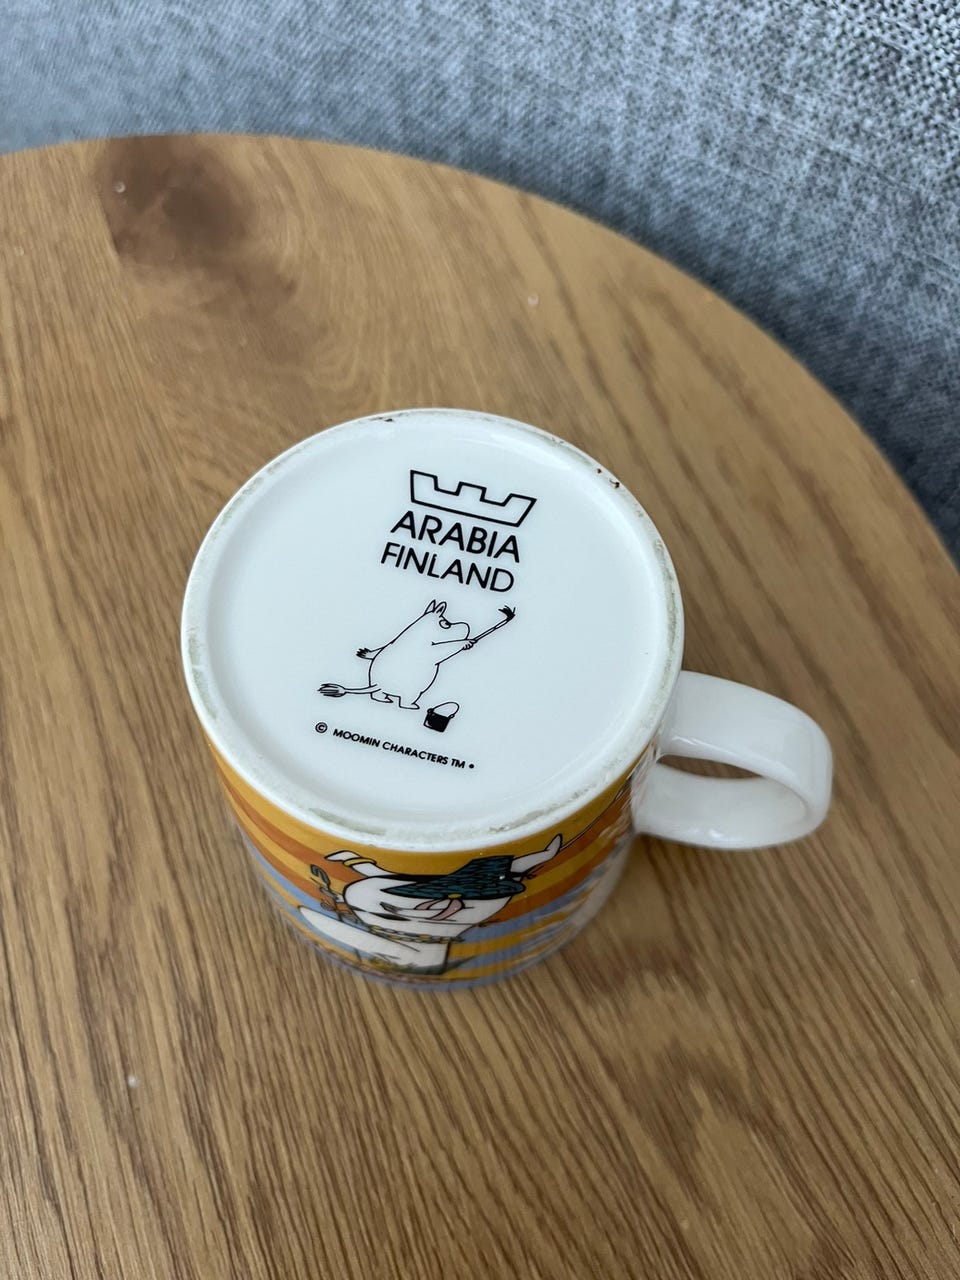 ARABIA
FINLAND
© MOOMIN CHARACTERS TM •